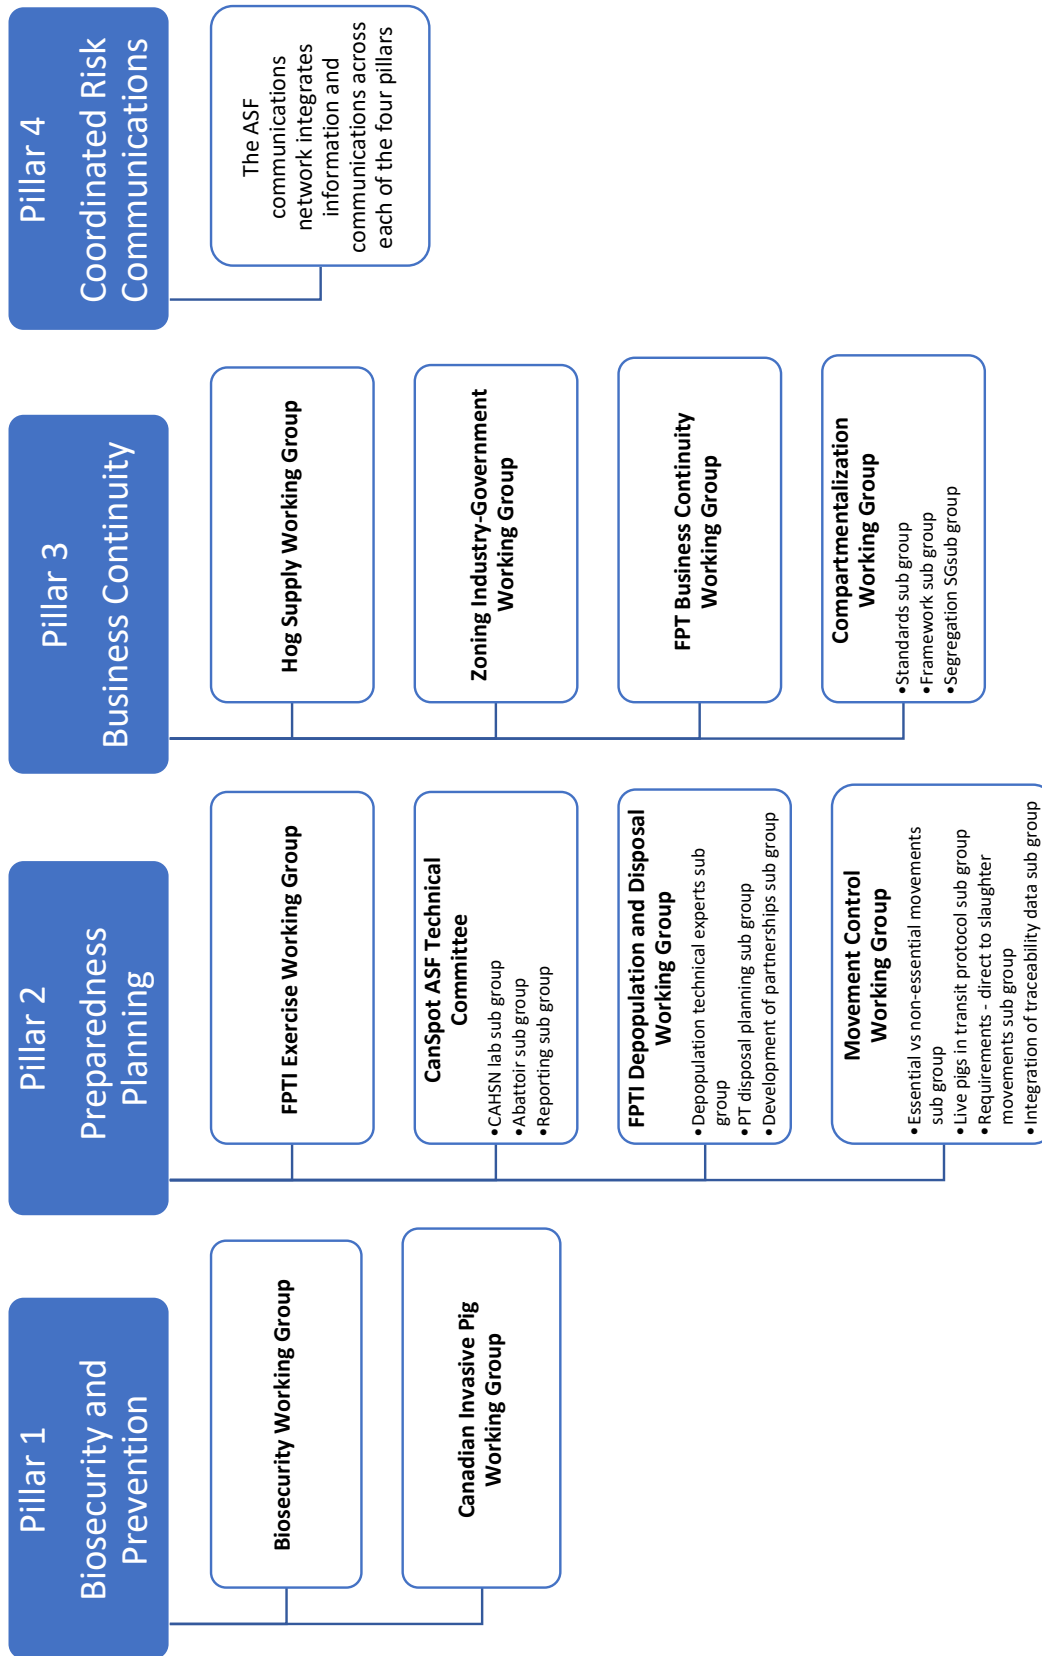 Pillar 1
Biosecurity and
Prevention
Biosecurity Working Group
Canadian Invasive Pig
Working Group
Pillar 2
Preparedness
Planning
FPTI Exercise Working Group
CanSpot ASF Technical
Committee
•CAHSN lab sub group
•Abattoir sub group
•Reporting sub group
FPTI Depopulation and Disposal
Working Group
•Depopulation technical experts sub
group
•PT disposal planning sub group
•Development of partnerships sub group
Movement Control
Working Group
•Essential vs non-essential movements
sub group
•Live pigs in transit protocol sub group
•Requirements - direct to slaughter
movements sub group
•Integration of traceability data sub group
Pillar 3
Business Continuity
Hog Supply Working Group
Zoning Industry-Government
Working Group
FPT Business Continuity
Working Group
Compartmentalization
Working Group
•Standards sub group
•Framework sub group
•Segregation SGsub group
Pillar 4
Coordinated Risk
Communications
The ASF
communications
network integrates
information and
communications across
each of the four pillars